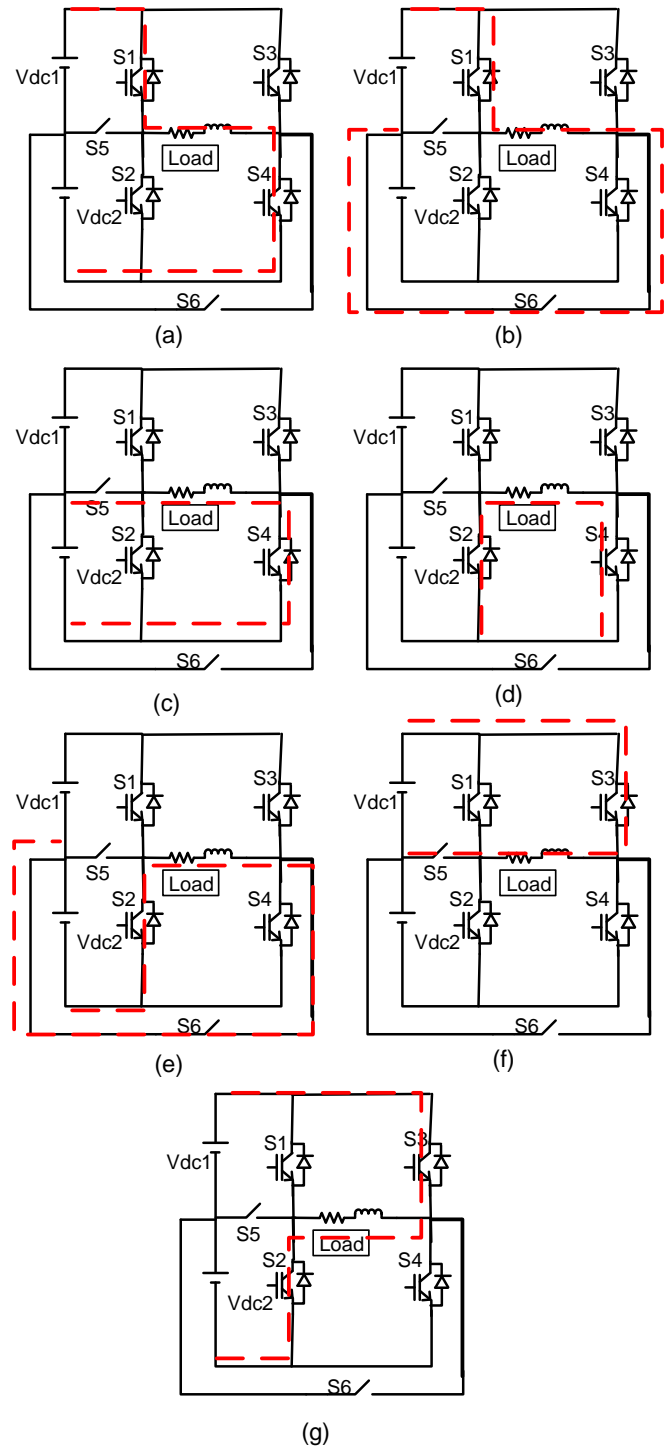 S1 S3 S1 S3
Vdc1 Vdc1
S5 Load S5 Load
S2 S4 S2 S4
Vdc2 Vdc2
S6 S6
(a) (b)
S1 S3 S1 S3
Vdc1 Vdc1
S5 Load S5 Load
S2 S4 S2 S4
Vdc2 Vdc2
S6 S6
(c) (d)
S1 S3 S1 S3
Vdc1 Vdc1
S5 Load S5 Load
S2 S4 S2 S4
Vdc2 Vdc2
S6 S6
(e) (f)
S1 S3
Vdc1
S5 Load
S2 S4
Vdc2
S6
(g)